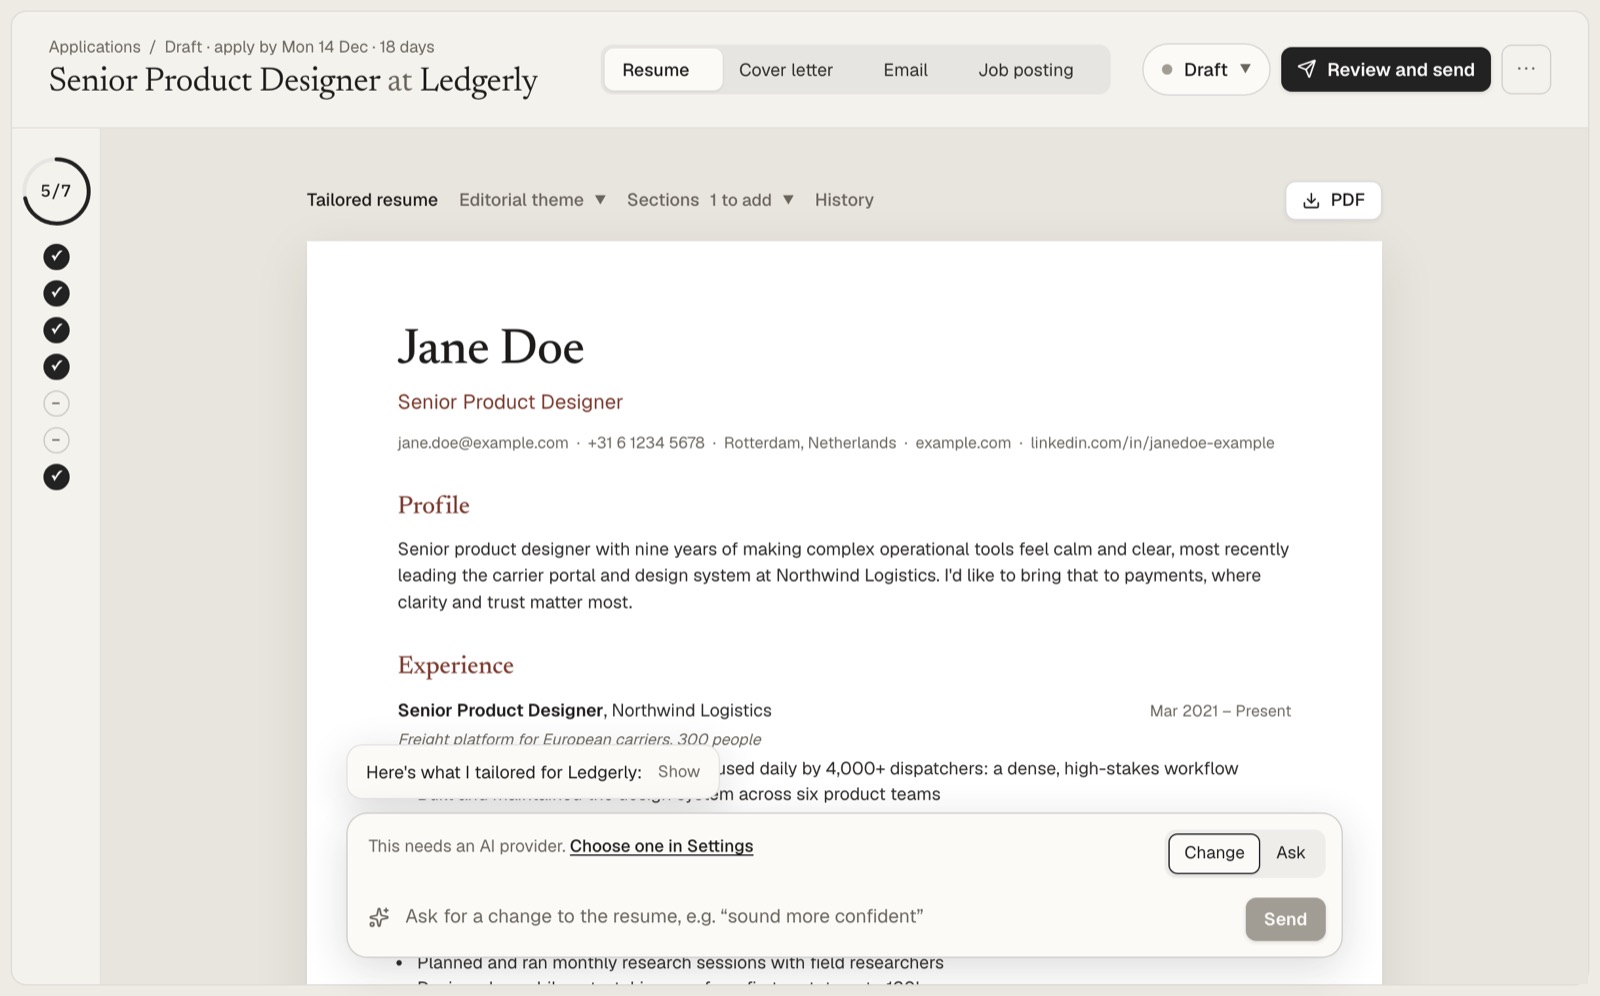 Applications / Draft · apply by Mon 14 Dec · 18 days
Senior Product Designer at Ledgerly
Resume
Cover letter
Email
Job posting
Draft
Review and send
5/7
Tailored resume
Editorial theme
Sections 1 to add
History
PDF
Jane Doe
Senior Product Designer
jane.doe@example.com · +31 6 1234 5678 · Rotterdam, Netherlands · example.com · linkedin.com/in/janedoe-example
Profile
Senior product designer with nine years of making complex operational tools feel calm and clear, most recently
leading the carrier portal and design system at Northwind Logistics. I'd like to bring that to payments, where
clarity and trust matter most.
Experience
Senior Product Designer, Northwind Logistics
Mar 2021 – Present
Freight platform for European carriers, 300 people
Here's what I tailored for Ledgerly: Show
used daily by 4,000+ dispatchers: a dense, high-stakes workflow
across six product teams
This needs an AI provider. Choose one in Settings
Change
Ask
Ask for a change to the resume, e.g. “sound more confident”
Send
• Planned and ran monthly research sessions with field researchers